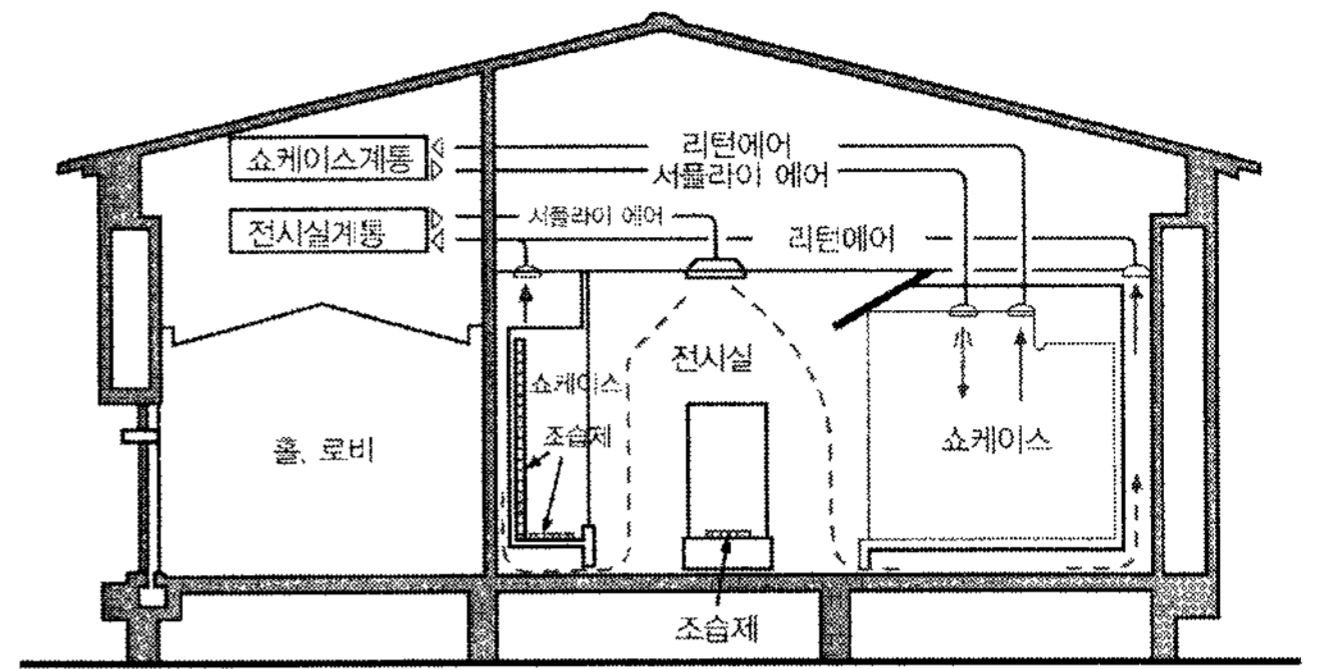 리턴에어
쇼케이스계통
서플라이 에어
서플라이 에어
전시실계통
리턴에어
전시실
쇼케이스
조습제
쇼케이스
홀, 로비
조습제